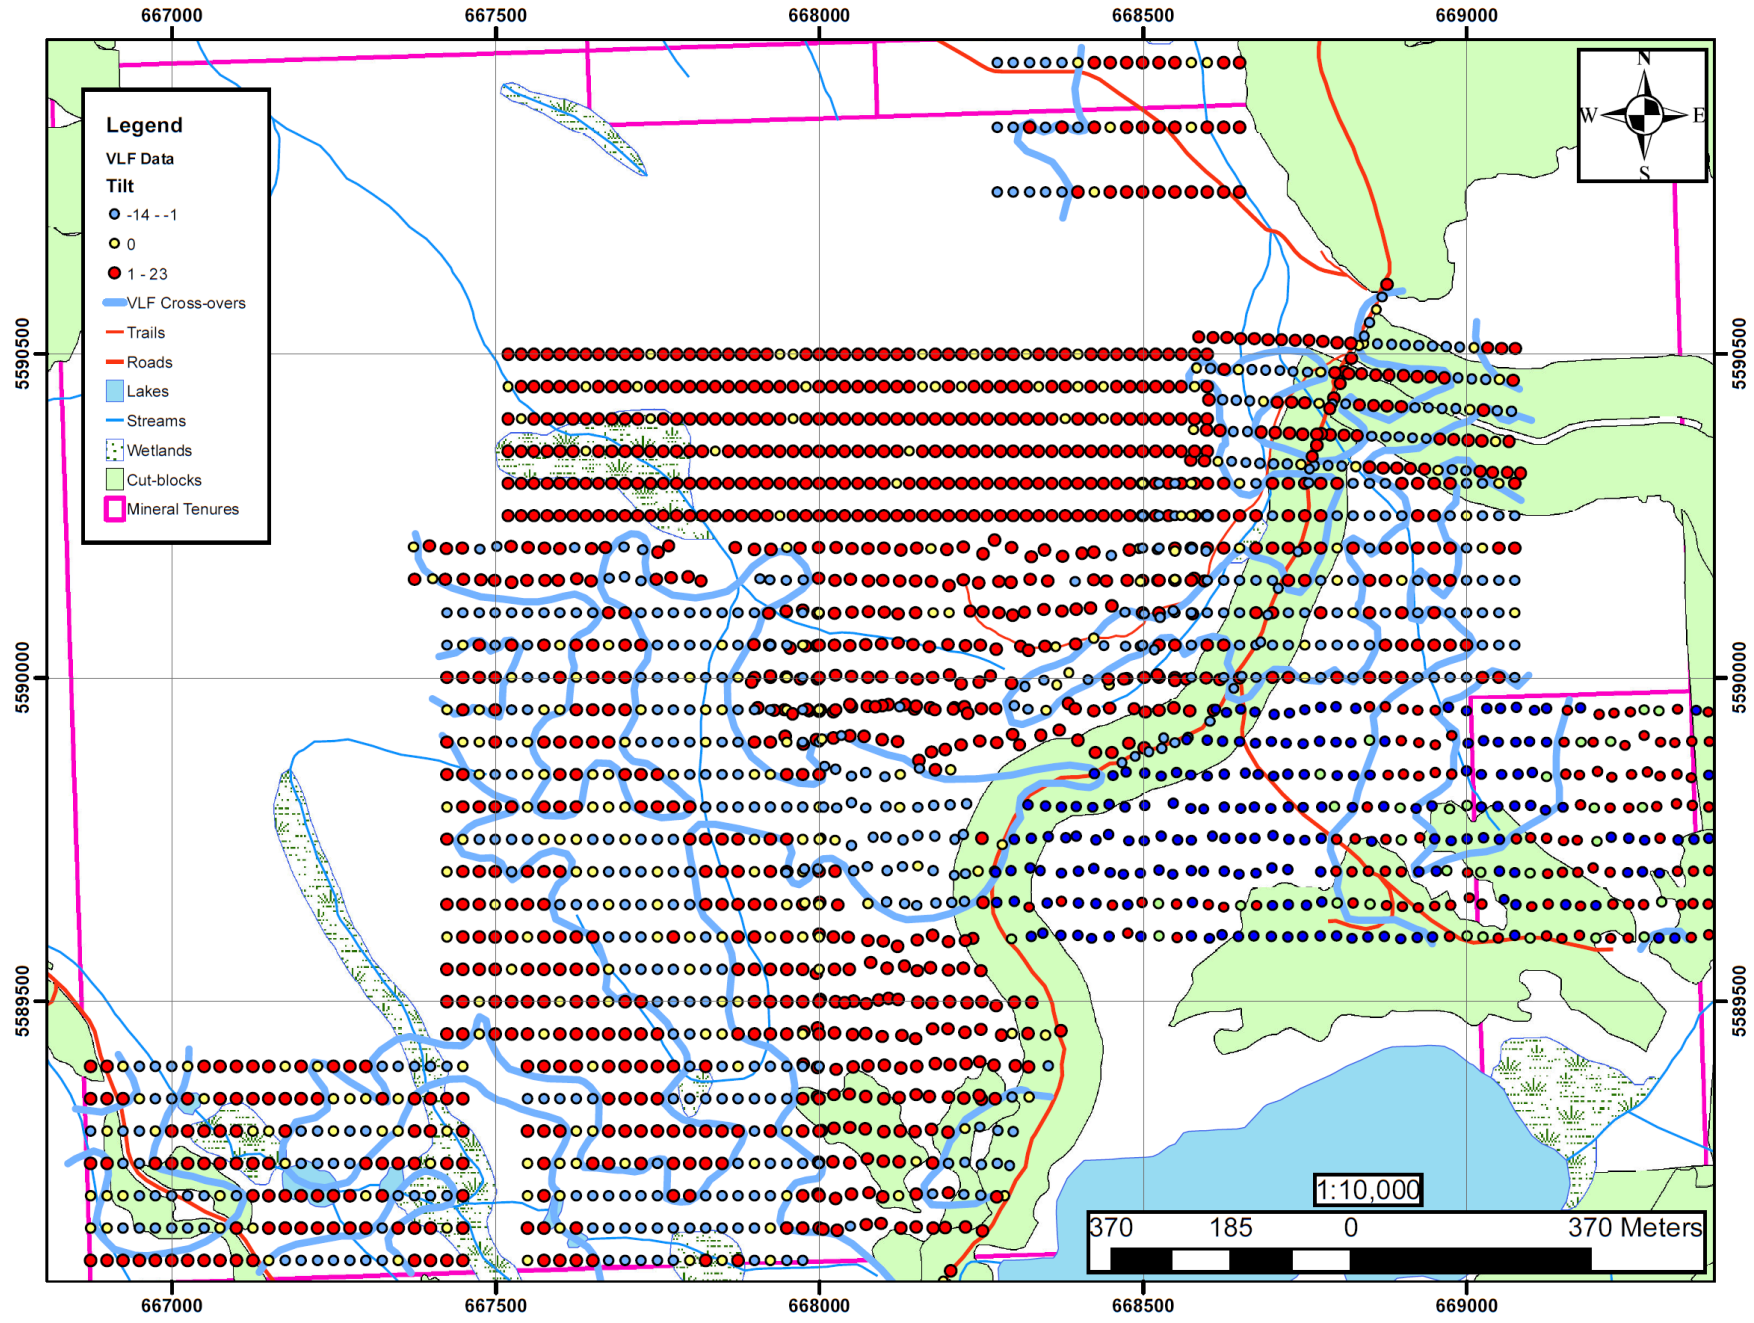 667000 667500 668000 668500 669000
N
W E
S
Legend
VLF Data
Tilt
-14 - -1
0
1 - 23
VLF Cross-overs
Trails
Roads
Lakes
Streams
Wetlands
Cut-blocks
Mineral Tenures
5590500 5590500
5590000 5590000
5589500 5589500
1:10,000
370 185 0 370 Meters
667000 667500 668000 668500 669000